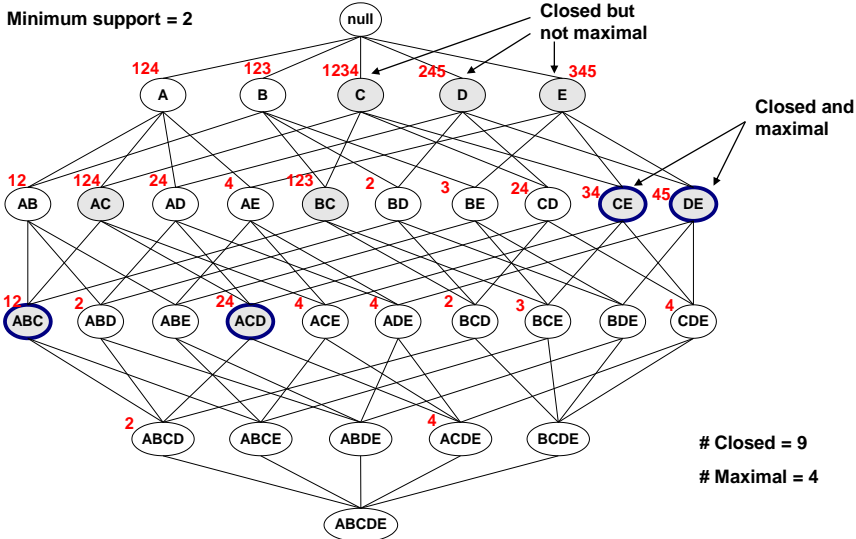 Minimum support = 2
null
Closed but
not maximal
124
123
1234
245
345
A
B
C
D
E
Closed and
maximal
12
124
24
4
123
2
3
24
34
45
AB
AC
AD
AE
BC
BD
BE
CD
CE
DE
12
2
24
4
4
2
3
4
ABC
ABD
ABE
ACD
ACE
ADE
BCD
BCE
BDE
CDE
2
4
ABCD
ABCE
ABDE
ACDE
BCDE
# Closed = 9
# Maximal = 4
ABCDE